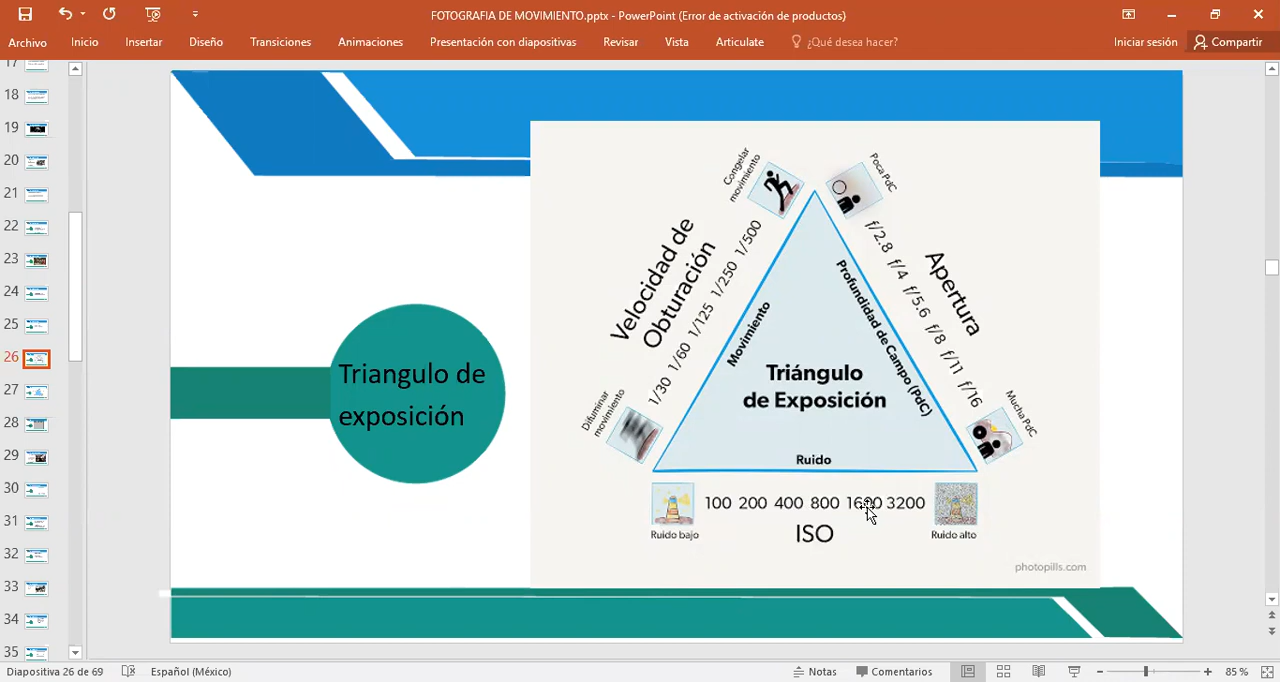 FOTOGRAFIA DE MOVIMIENTO.pptx - PowerPoint (Error de activación de productos)
Archivo Inicio Insertar Diseño Transiciones Animaciones Presentación con diapositivas Revisar Vista Articulate ¿Qué desea hacer? Iniciar sesión Compartir
17
18
19
20
21
22
23
24
25
26
27
28
29
30
31
32
33
34
35
Triangulo de
exposición
Congelar
movimiento
Poca PdC
Velocidad de
Obturación
1/30 1/60 1/125 1/250 1/500
Movimiento
Difuminar
movimiento
f/2.8 f/4 f/5.6 f/8 f/11 f/16
Apertura
Profundidad de Campo (PdC)
Mucha PdC
Triángulo
de Exposición
Ruido
100 200 400 800 1600 3200
Ruido bajo
ISO
Ruido alto
photopills.com
Diapositiva 26 de 69 Español (México) Notas Comentarios 85 %